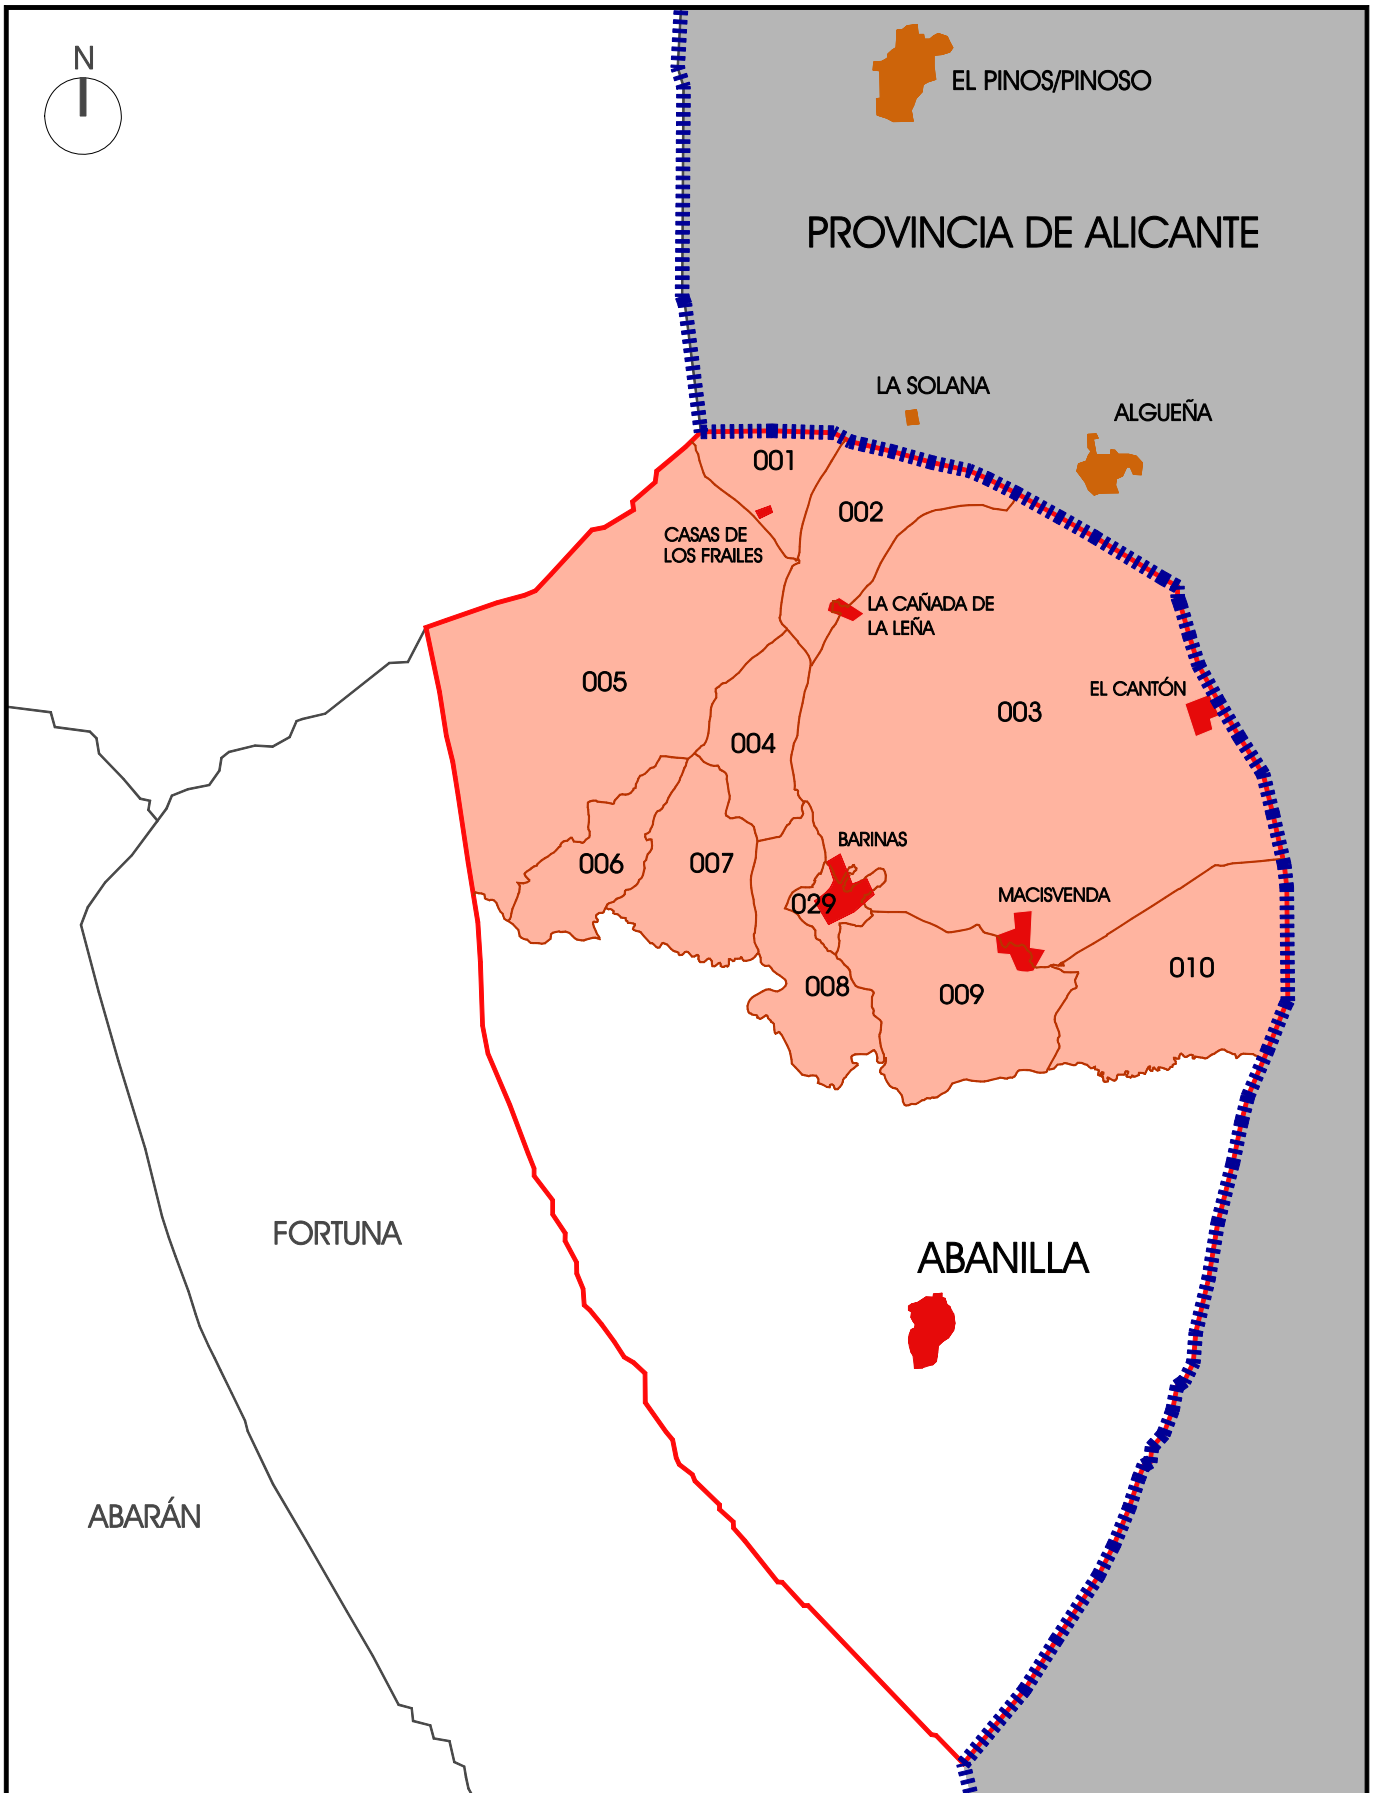 N
EL PINOS/PINOSO
PROVINCIA DE ALICANTE
LA SOLANA
ALGUEÑA
001
002
CASAS DE
LOS FRAILES
LA CAÑADA DE
LA LEÑA
005
EL CANTÓN
003
004
BARINAS
006
007
MACISVENDA
029
010
008
009
FORTUNA
ABANILLA
ABARÁN